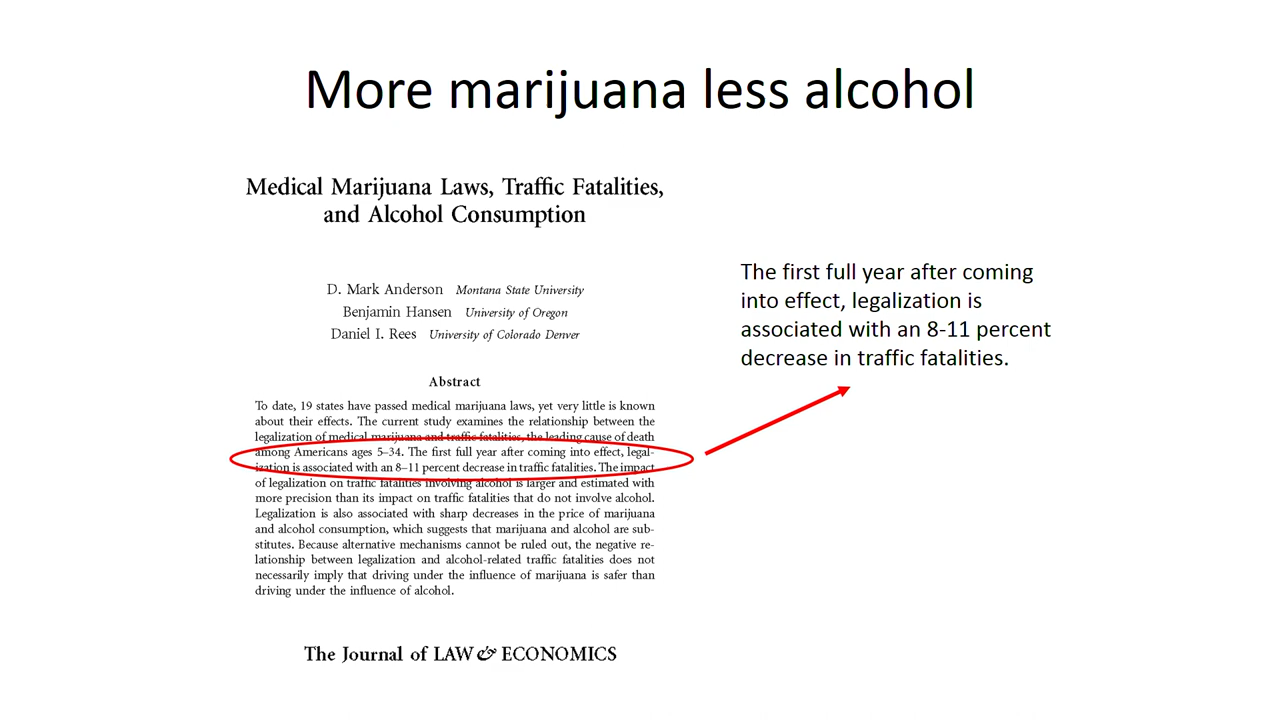 More marijuana less alcohol
Medical Marijuana Laws, Traffic Fatalities,
and Alcohol Consumption
D. Mark Anderson Montana State University
Benjamin Hansen University of Oregon
Daniel I. Rees University of Colorado Denver
Abstract
To date, 19 states have passed medical marijuana laws, yet very little is known
about their effects. The current study examines the relationship between the
legalization of medical marijuana and traffic fatalities, the leading cause of death
among Americans ages 5–34. The first full year after coming into effect, legal-
ization is associated with an 8–11 percent decrease in traffic fatalities. The impact
of legalization on traffic fatalities involving alcohol is larger and estimated with
more precision than its impact on traffic fatalities that do not involve alcohol.
Legalization is also associated with sharp decreases in the price of marijuana
and alcohol consumption, which suggests that marijuana and alcohol are sub-
stitutes. Because alternative mechanisms cannot be ruled out, the negative re-
lationship between legalization and alcohol-related traffic fatalities does not
necessarily imply that driving under the influence of marijuana is safer than
driving under the influence of alcohol.
The Journal of LAW & ECONOMICS
The first full year after coming
into effect, legalization is
associated with an 8-11 percent
decrease in traffic fatalities.